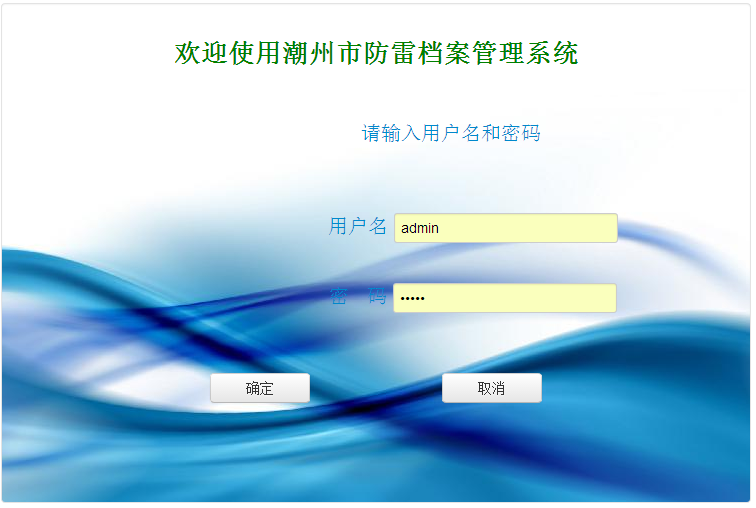 欢迎使用潮州市防雷档案管理系统
请输入用户名和密码
用户名 admin
密 码 •••••
确定 取消